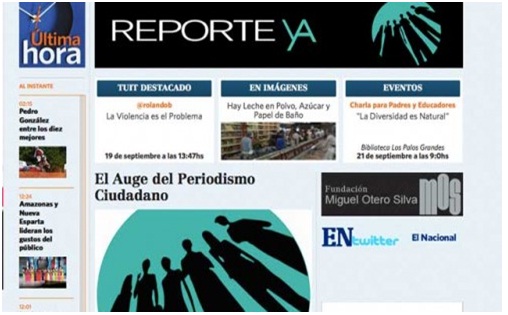 Última
hora
AL INSTANTE
02:10
Pedro
González
entre los diez
mejores
Amazonas y
Nueva
Esparta
lideran los
gustos del
público
12:01
REPORTE YA
TUIT DESTACADO
@rolandob
La Violencia es el Problema
19 de septiembre a las 13:47hs
EN IMÁGENES
Hay Leche en Polvo, Azúcar y
Papel de Baño
EVENTOS
Charla para Padres y Educadores
"La Diversidad es Natural"
Biblioteca Los Palos Grandes
21 de septiembre a las 9:0hs
El Auge del Periodismo
Ciudadano
Fundación
Miguel Otero Silva
mos
EN twitter
El Nacional